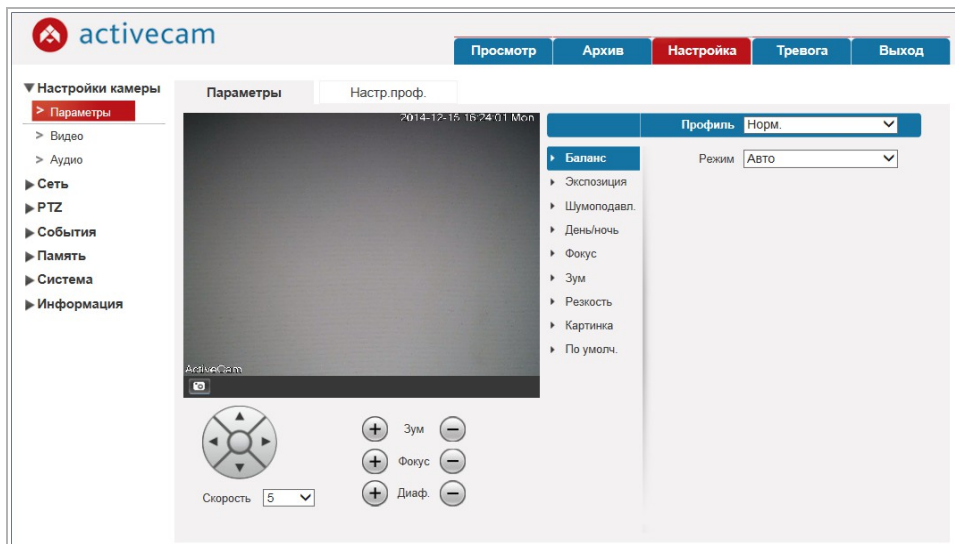 activecam
Просмотр Архив Настройка Тревога Выход
Настройки камеры
> Параметры
> Видео
> Аудио
Сеть
PTZ
События
Память
Система
Информация
Параметры Настр.проф.
2014-12-15 16:24:01 Mon
ActiveCam
Профиль Норм.
Баланс
Режим Авто
Экспозиция
Шумоподавл.
День/ночь
Фокус
Зум
Резкость
Картинка
По умолч.
Зум
Фокус
Диаф.
Скорость 5